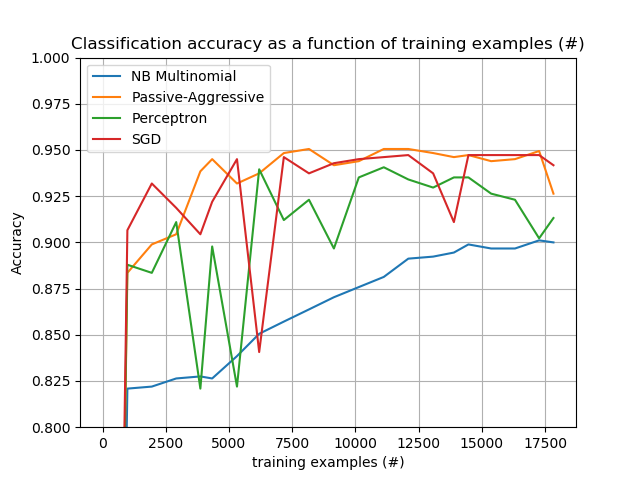 Classification accuracy as a function of training examples (#)
1.000
0.975
0.950
0.925
0.900
0.875
0.850
0.825
0.800
Accuracy
NB Multinomial
Passive-Aggressive
Perceptron
SGD
0 2500 5000 7500 10000 12500 15000 17500
training examples (#)